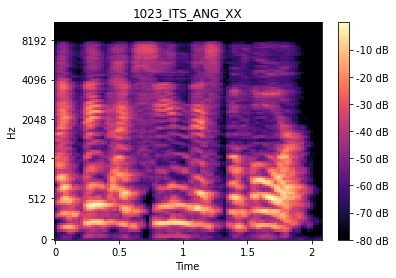 1023_ITS_ANG_XX
8192
4096
2048
1024
512
0
Hz
0
0.5
1
1.5
2
Time
-10 dB
-20 dB
-30 dB
-40 dB
-50 dB
-60 dB
-70 dB
-80 dB